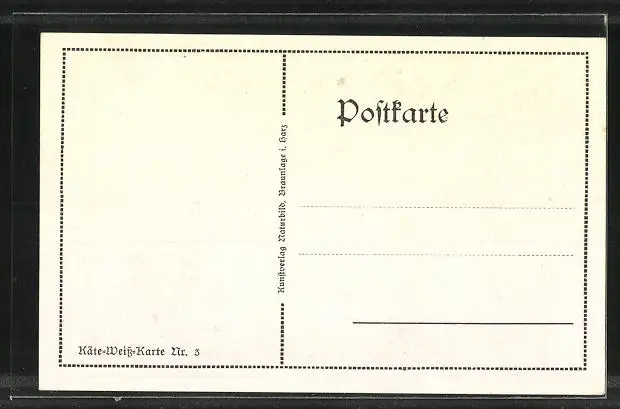 Poſtkarte
Kunſtverlag Naturbild, Braunlage i. Harz
Käte-Weiß-Karte Nr. 3